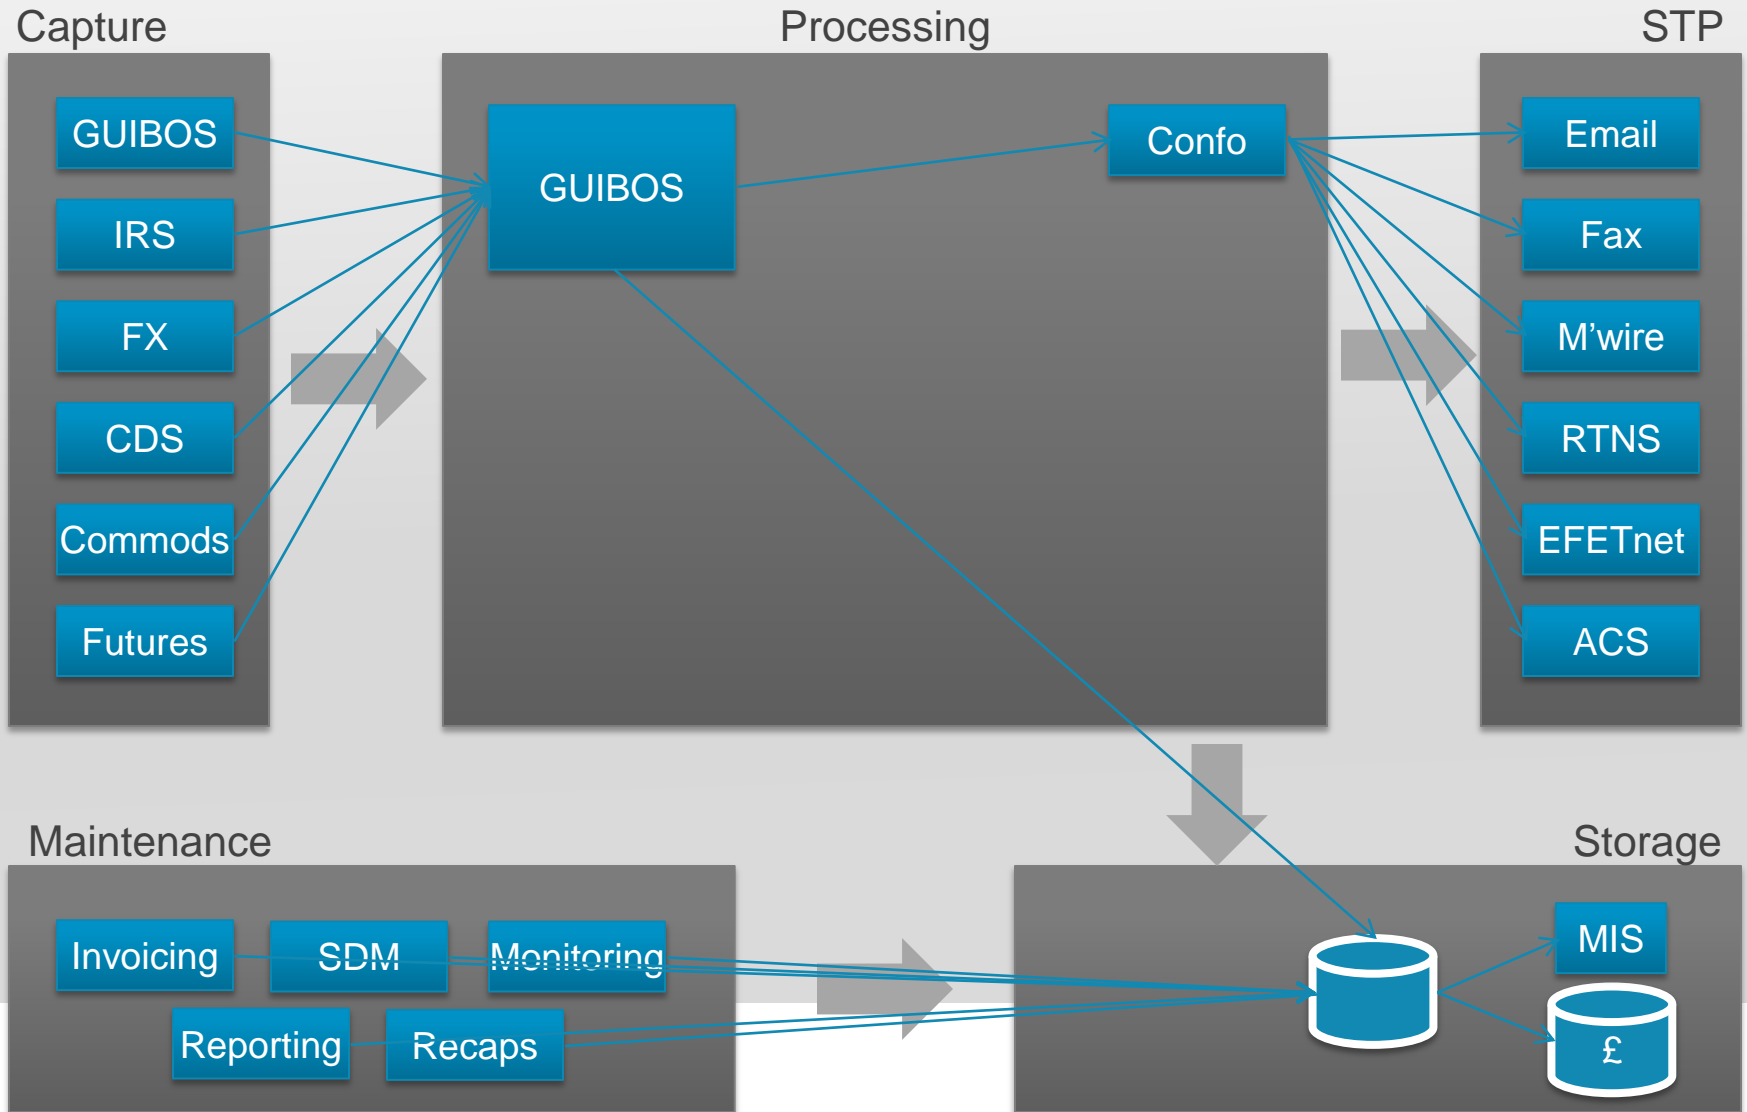 Capture
Processing
STP
GUIBOS
IRS
FX
CDS
Commods
Futures
GUIBOS
Confo
Email
Fax
M’wire
RTNS
EFETnet
ACS
Maintenance
Storage
Invoicing
SDM
Monitoring
Reporting
Recaps
MIS
£